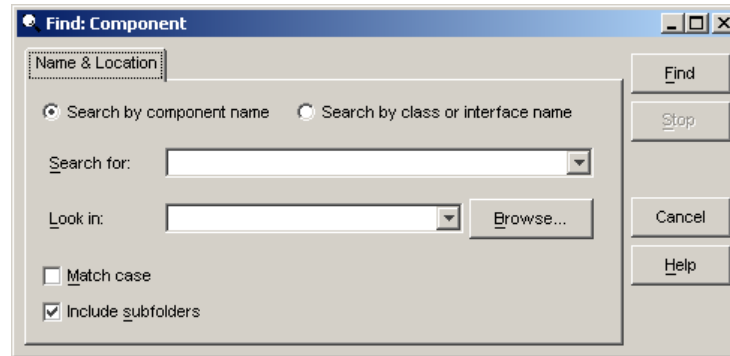 Find: Component
Name & Location
Find
Search by component name Search by class or interface name
Stop
Search for:
Look in: Browse... Cancel
Match case Help
Include subfolders